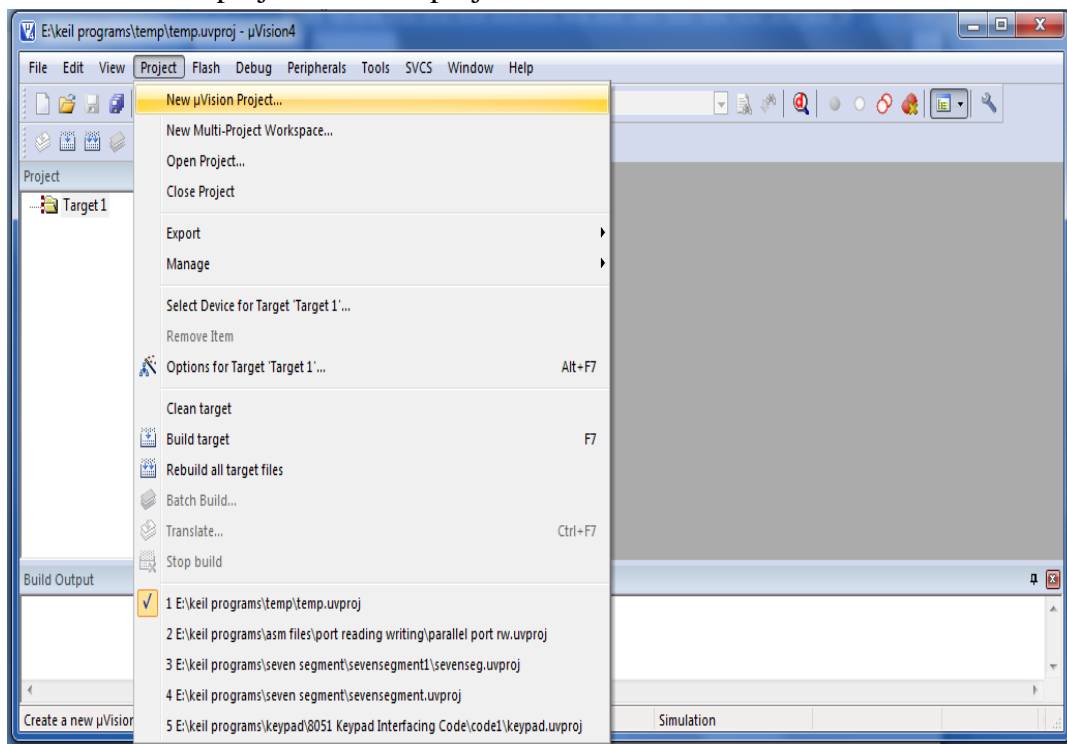 E:\keil programs\temp\temp.uvproj - µVision4
File Edit View Project Flash Debug Peripherals Tools SVCS Window Help
New µVision Project...
New Multi-Project Workspace...
Project
Open Project...
Close Project
Target 1
Export
Manage
Select Device for Target 'Target 1'...
Remove Item
Options for Target 'Target 1'... Alt+F7
Clean target
Build target F7
Rebuild all target files
Batch Build...
Translate... Ctrl+F7
Stop build
Build Output
1 E:\keil programs\temp\temp.uvproj
2 E:\keil programs\asm files\port reading writing\parallel port rw.uvproj
3 E:\keil programs\seven segment\sevensegment1\sevenseg.uvproj
4 E:\keil programs\seven segment\sevensegment.uvproj
5 E:\keil programs\keypad\8051 Keypad Interfacing Code\code1\keypad.uvproj
Create a new µVision
Simulation